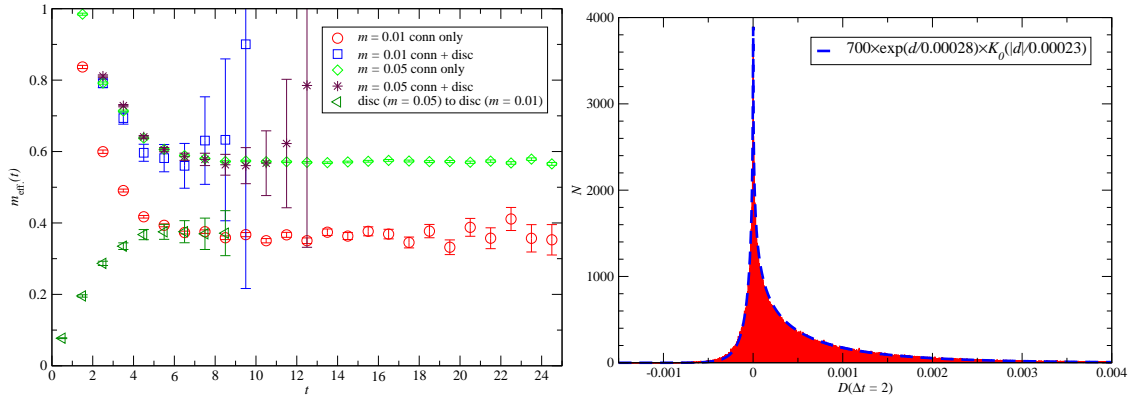 1
0.8
0.6
0.4
0.2
0
m_eff.(t)
m = 0.01 conn only
m = 0.01 conn + disc
m = 0.05 conn only
m = 0.05 conn + disc
disc (m = 0.05) to disc (m = 0.01)
0 2 4 6 8 10 12 14 16 18 20 22 24
t
4000
3000
2000
1000
0
N
700×exp(d/0.00028)×K_0(|d|/0.00023)
-0.001 0 0.001 0.002 0.003 0.004
D(Δt = 2)